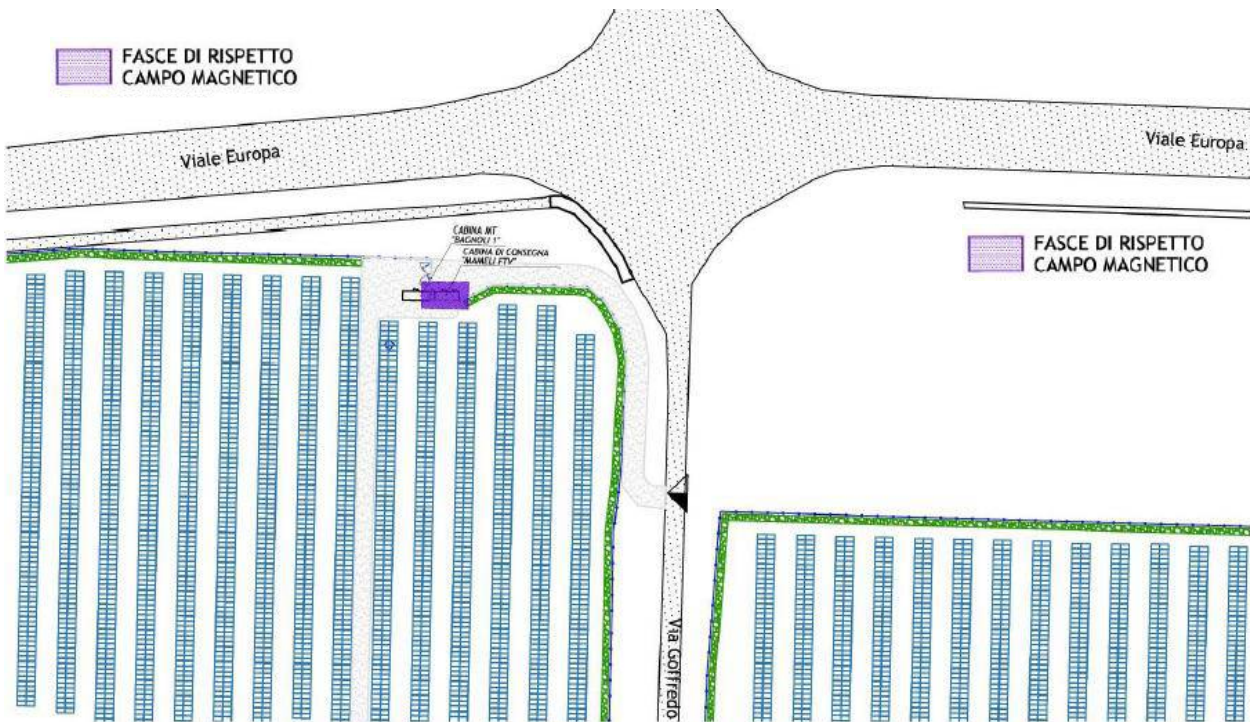 FASCE DI RISPETTO
CAMPO MAGNETICO
Viale Europa
Viale Europa
CABINA MT
"BAGNOLI 1"
CABINA DI CONSEGNA
"MAMELI FTV"
FASCE DI RISPETTO
CAMPO MAGNETICO
Via Goffredo